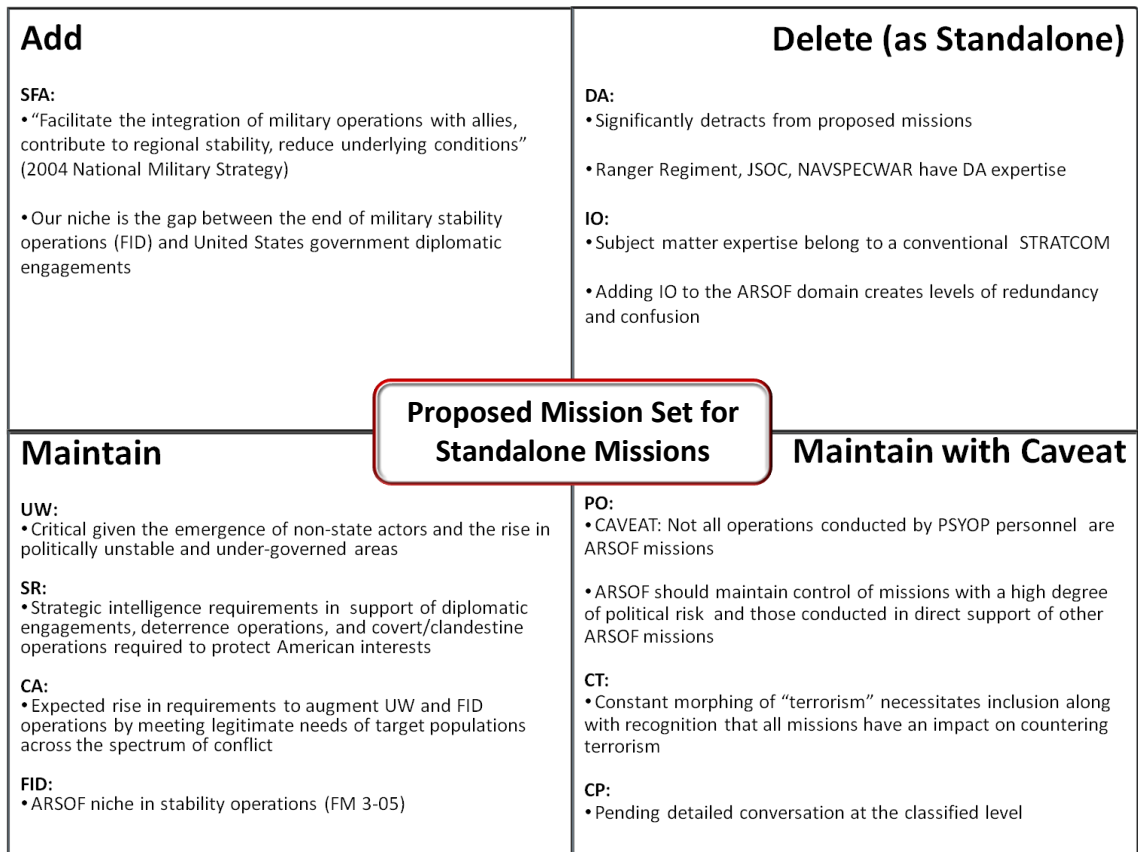 Add
SFA:
•“Facilitate the integration of military operations with allies,
contribute to regional stability, reduce underlying conditions”
(2004 National Military Strategy)
•Our niche is the gap between the end of military stability
operations (FID) and United States government diplomatic
engagements
Delete (as Standalone)
DA:
•Significantly detracts from proposed missions
•Ranger Regiment, JSOC, NAVSPECWAR have DA expertise
IO:
•Subject matter expertise belong to a conventional STRATCOM
•Adding IO to the ARSOF domain creates levels of redundancy
and confusion
Proposed Mission Set for
Standalone Missions
Maintain
UW:
•Critical given the emergence of non-state actors and the rise in
politically unstable and under-governed areas
SR:
•Strategic intelligence requirements in support of diplomatic
engagements, deterrence operations, and covert/clandestine
operations required to protect American interests
CA:
•Expected rise in requirements to augment UW and FID
operations by meeting legitimate needs of target populations
across the spectrum of conflict
FID:
•ARSOF niche in stability operations (FM 3-05)
Maintain with Caveat
PO:
•CAVEAT: Not all operations conducted by PSYOP personnel are
ARSOF missions
•ARSOF should maintain control of missions with a high degree
of political risk and those conducted in direct support of other
ARSOF missions
CT:
•Constant morphing of “terrorism” necessitates inclusion along
with recognition that all missions have an impact on countering
terrorism
CP:
•Pending detailed conversation at the classified level